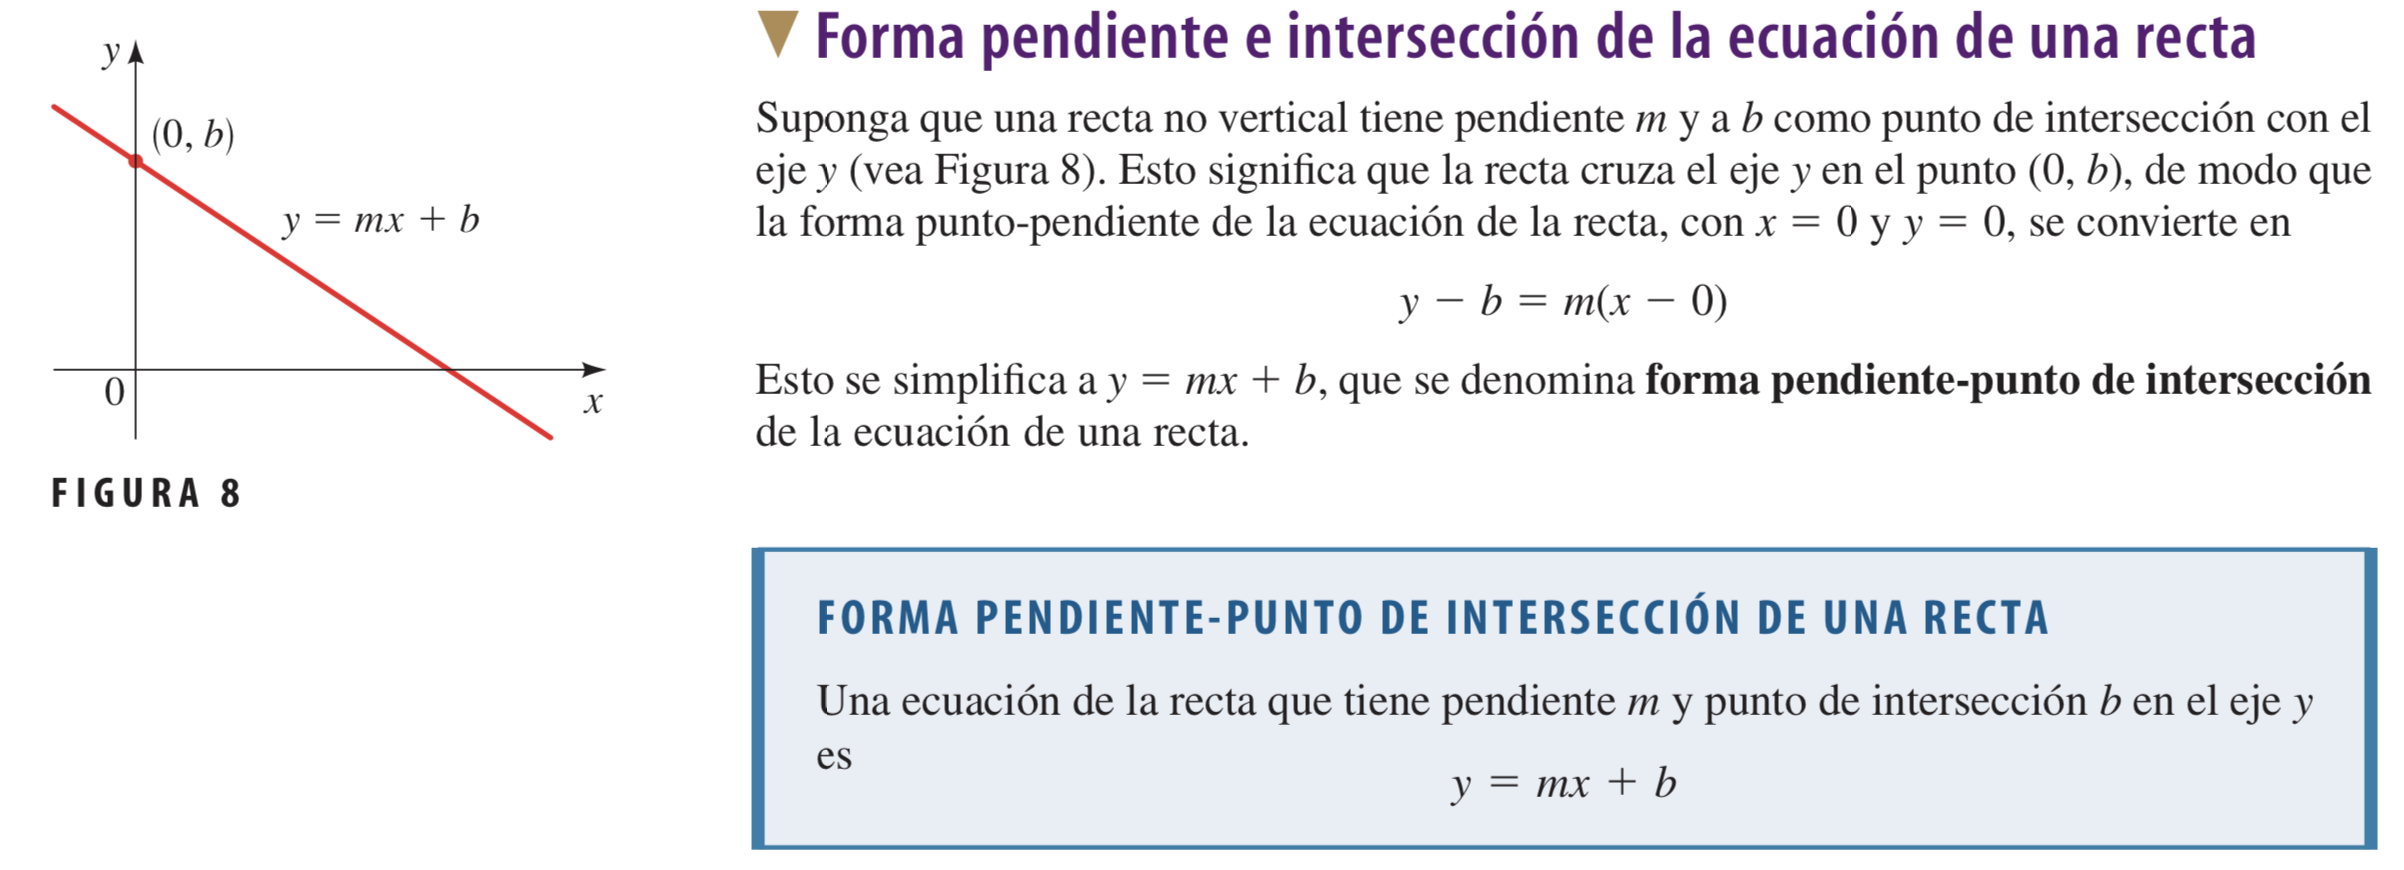 y
(0, b)
y = mx + b
0
x
FIGURA 8
Forma pendiente e intersección de la ecuación de una recta
Suponga que una recta no vertical tiene pendiente m y a b como punto de intersección con el
eje y (vea Figura 8). Esto significa que la recta cruza el eje y en el punto (0, b), de modo que
la forma punto-pendiente de la ecuación de la recta, con x = 0 y y = 0, se convierte en
y − b = m(x − 0)
Esto se simplifica a y = mx + b, que se denomina forma pendiente-punto de intersección
de la ecuación de una recta.
FORMA PENDIENTE-PUNTO DE INTERSECCIÓN DE UNA RECTA
Una ecuación de la recta que tiene pendiente m y punto de intersección b en el eje y
es
y = mx + b